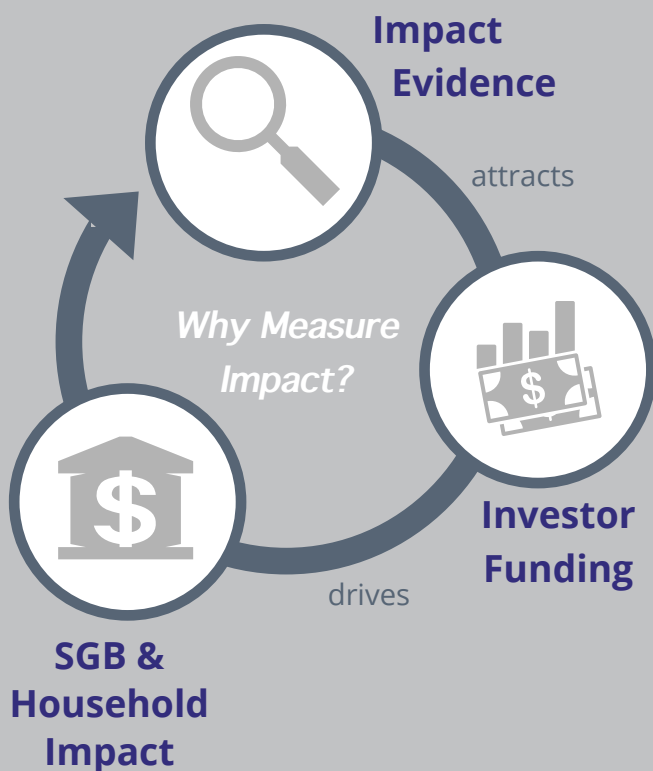 Impact
Evidence
attracts
Why Measure
Impact?
$
Investor
Funding
$
drives
SGB &
Household
Impact